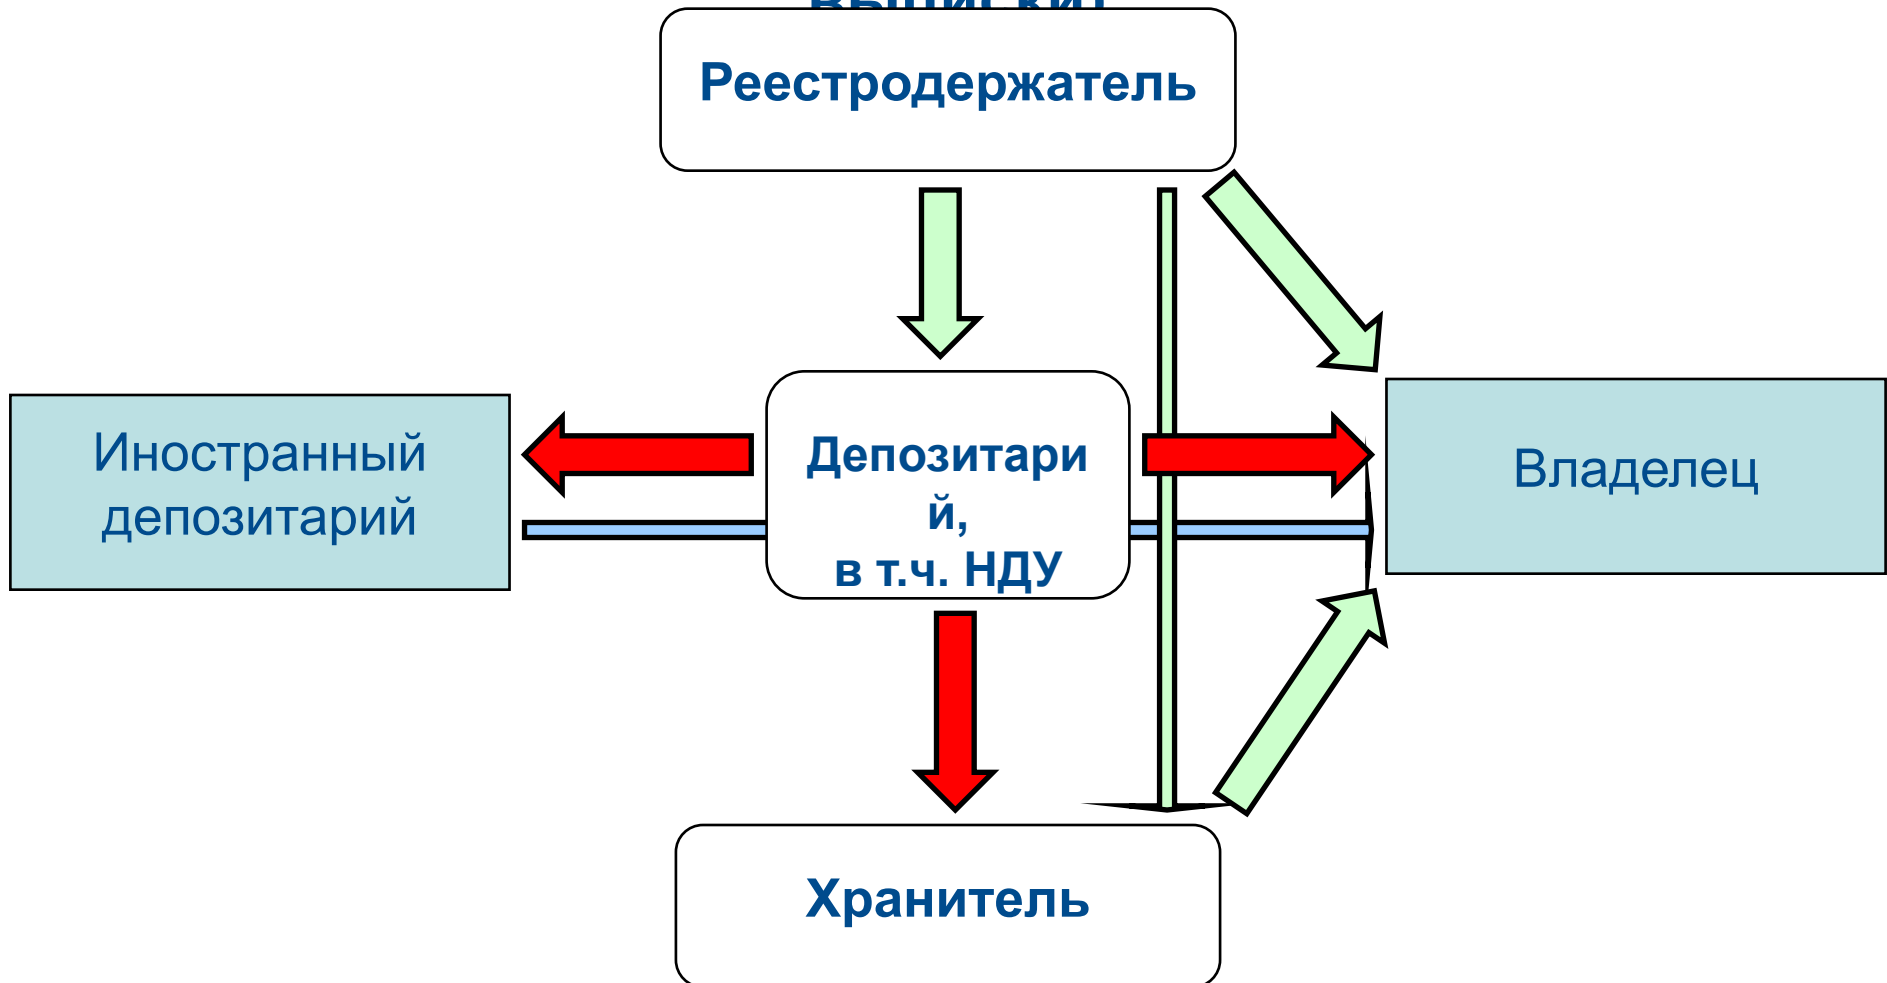 Реестродержатель
Иностранный
депозитарий
Депозитари
й,
в т.ч. НДУ
Владелец
Хранитель